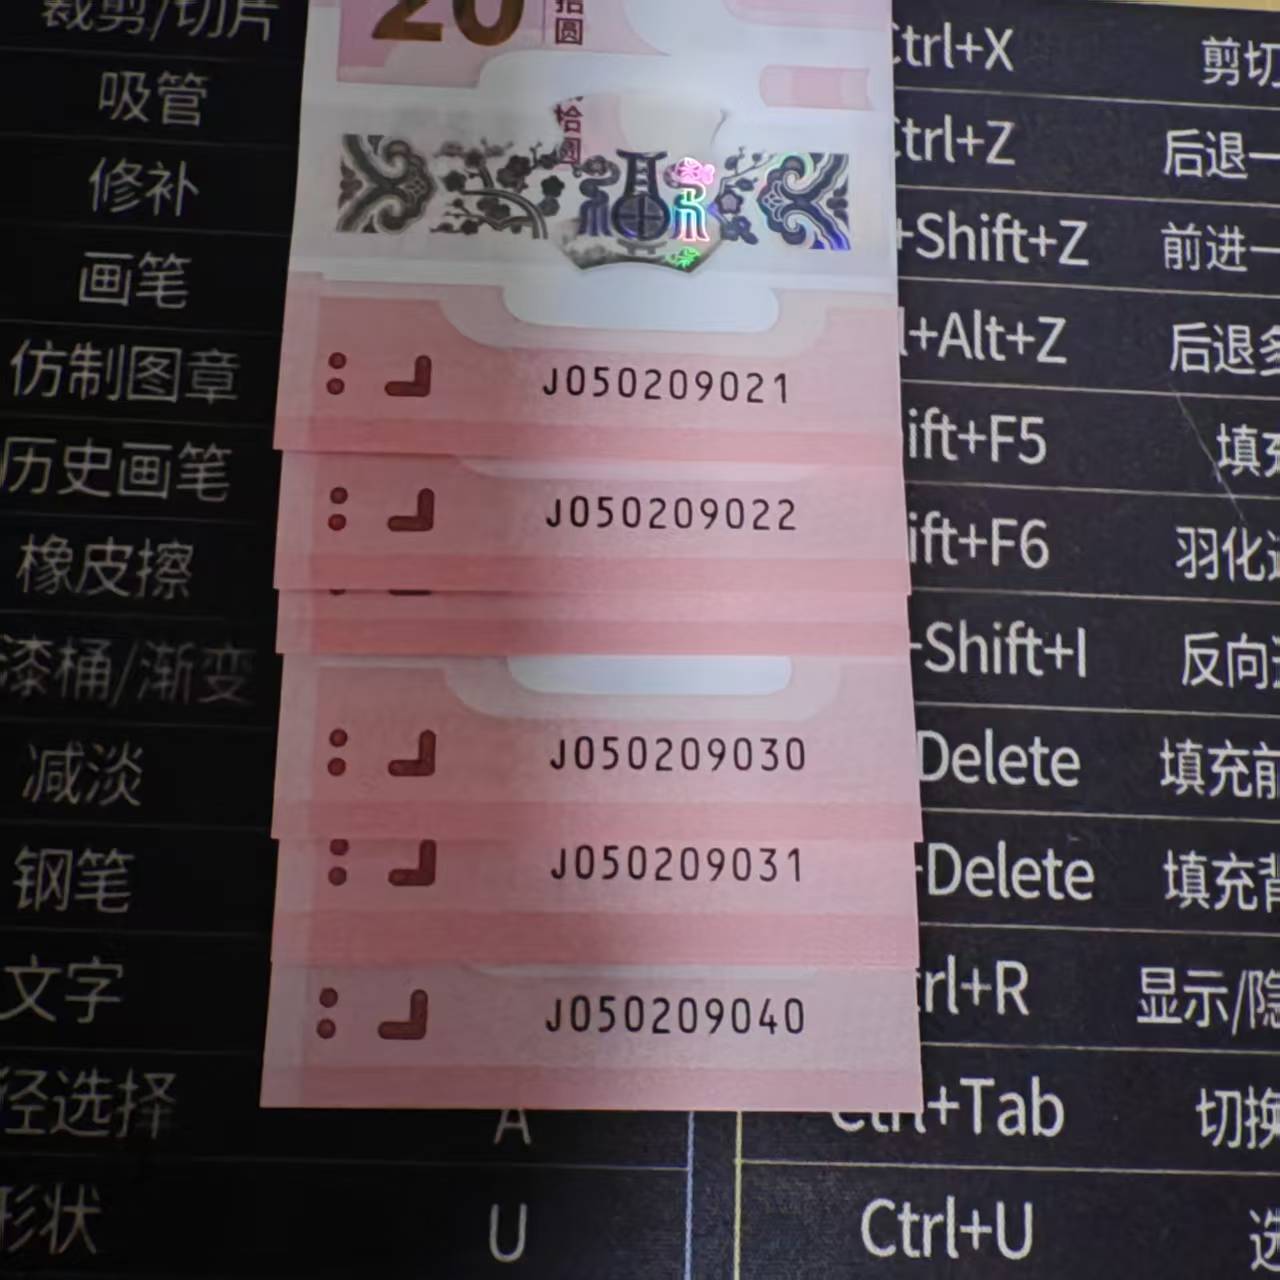 裁剪/切片
吸管
修补
画笔
仿制图章
历史画笔
橡皮擦
漆桶/渐变
减淡
钢笔
文字
径选择 A
形状 U
20
拾圆
拾圆
J050209021
J050209022
J050209030
J050209031
J050209040
Ctrl+X 剪切
Ctrl+Z 后退一
+Shift+Z 前进一
l+Alt+Z 后退多
ift+F5 填充
ift+F6 羽化
-Shift+I 反向
Delete 填充前
-Delete 填充背
trl+R 显示/隐
Ctrl+Tab 切换
Ctrl+U